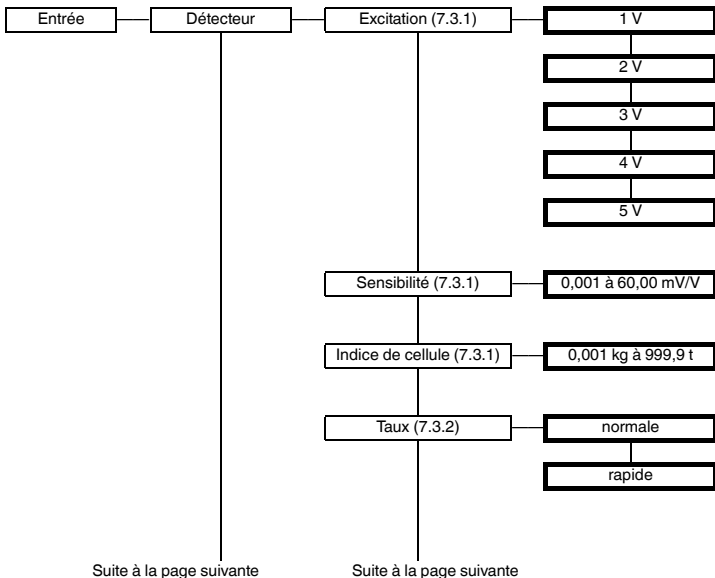 Entrée
Détecteur
Excitation (7.3.1)
1 V
2 V
3 V
4 V
5 V
Sensibilité (7.3.1)
0,001 à 60,00 mV/V
Indice de cellule (7.3.1)
0,001 kg à 999,9 t
Taux (7.3.2)
normale
rapide
Suite à la page suivante
Suite à la page suivante